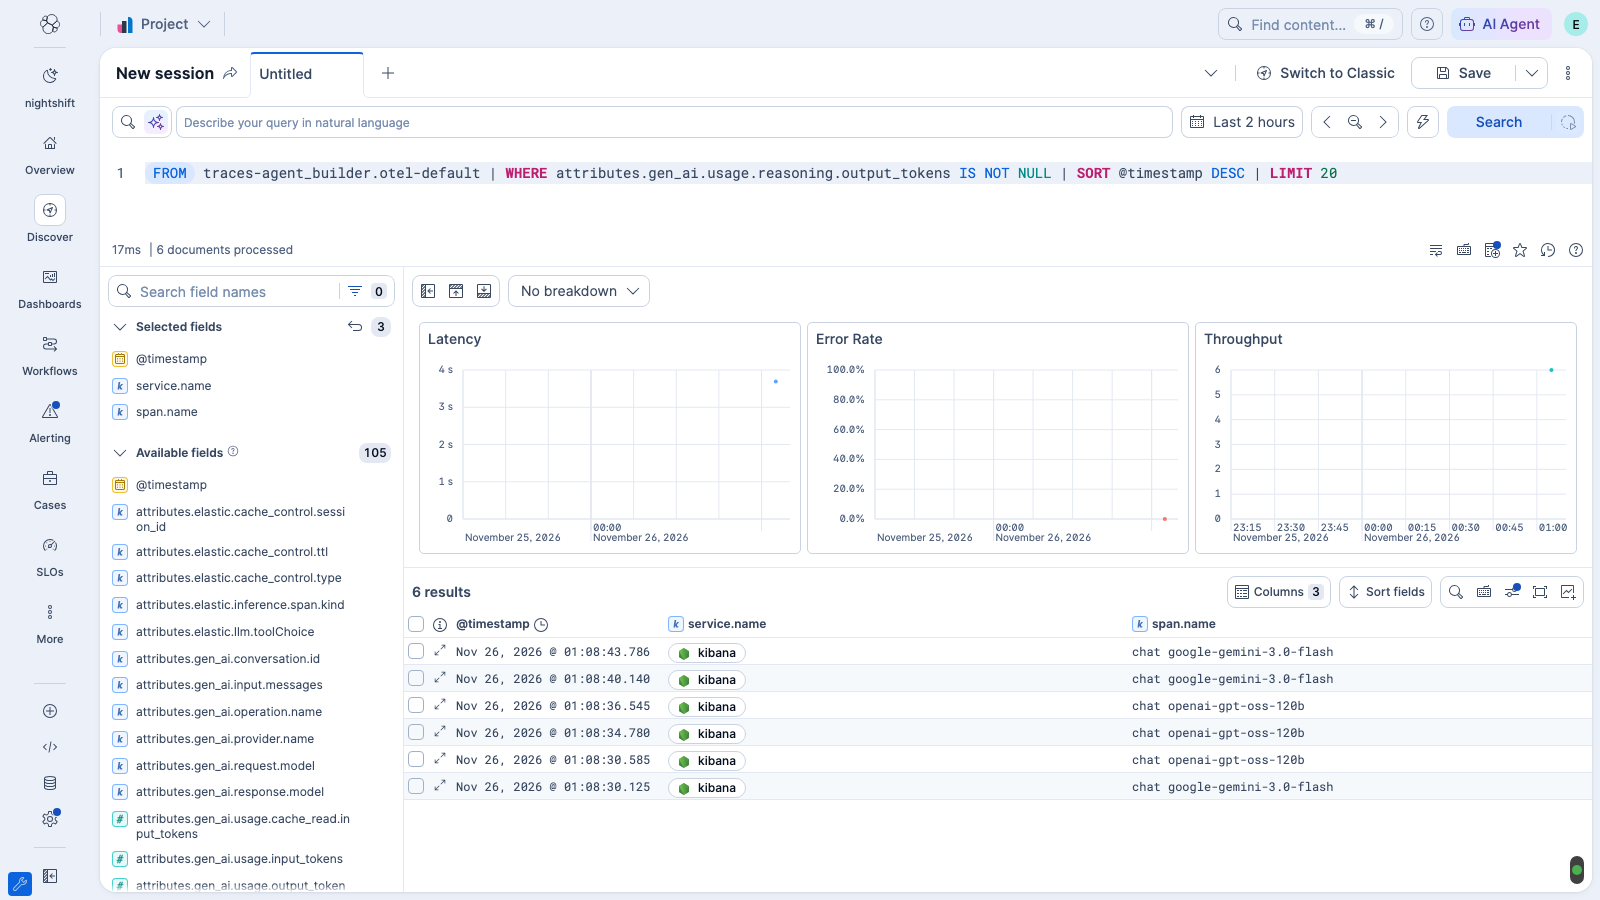 Project
Find content...
⌘ /
AI Agent
E
nightshift
Overview
Discover
Dashboards
Workflows
Alerting
Cases
SLOs
More
New session
Untitled
Switch to Classic
Save
Describe your query in natural language
Last 2 hours
Search
1 FROM traces-agent_builder.otel-default | WHERE attributes.gen_ai.usage.reasoning.output_tokens IS NOT NULL | SORT @timestamp DESC | LIMIT 20
17ms | 6 documents processed
Search field names
0
Selected fields
3
@timestamp
service.name
span.name
Available fields
105
@timestamp
attributes.elastic.cache_control.sessi
on_id
attributes.elastic.cache_control.ttl
attributes.elastic.cache_control.type
attributes.elastic.inference.span.kind
attributes.elastic.llm.toolChoice
attributes.gen_ai.conversation.id
attributes.gen_ai.input.messages
attributes.gen_ai.operation.name
attributes.gen_ai.provider.name
attributes.gen_ai.request.model
attributes.gen_ai.response.model
attributes.gen_ai.usage.cache_read.in
put_tokens
attributes.gen_ai.usage.input_tokens
attributes.gen_ai.usage.output_token
No breakdown
Latency
4 s
3 s
2 s
1 s
0
00:00
November 25, 2026
November 26, 2026
Error Rate
100.0%
80.0%
60.0%
40.0%
20.0%
0.0%
00:00
November 25, 2026
November 26, 2026
Throughput
6
5
4
3
2
1
0
23:15 23:30 23:45 00:00 00:15 00:30 00:45 01:00
November 25, 2026
November 26, 2026
6 results
Columns 3
Sort fields
@timestamp
k service.name
k span.name
Nov 26, 2026 @ 01:08:43.786 kibana chat google-gemini-3.0-flash
Nov 26, 2026 @ 01:08:40.140 kibana chat google-gemini-3.0-flash
Nov 26, 2026 @ 01:08:36.545 kibana chat openai-gpt-oss-120b
Nov 26, 2026 @ 01:08:34.780 kibana chat openai-gpt-oss-120b
Nov 26, 2026 @ 01:08:30.585 kibana chat openai-gpt-oss-120b
Nov 26, 2026 @ 01:08:30.125 kibana chat google-gemini-3.0-flash